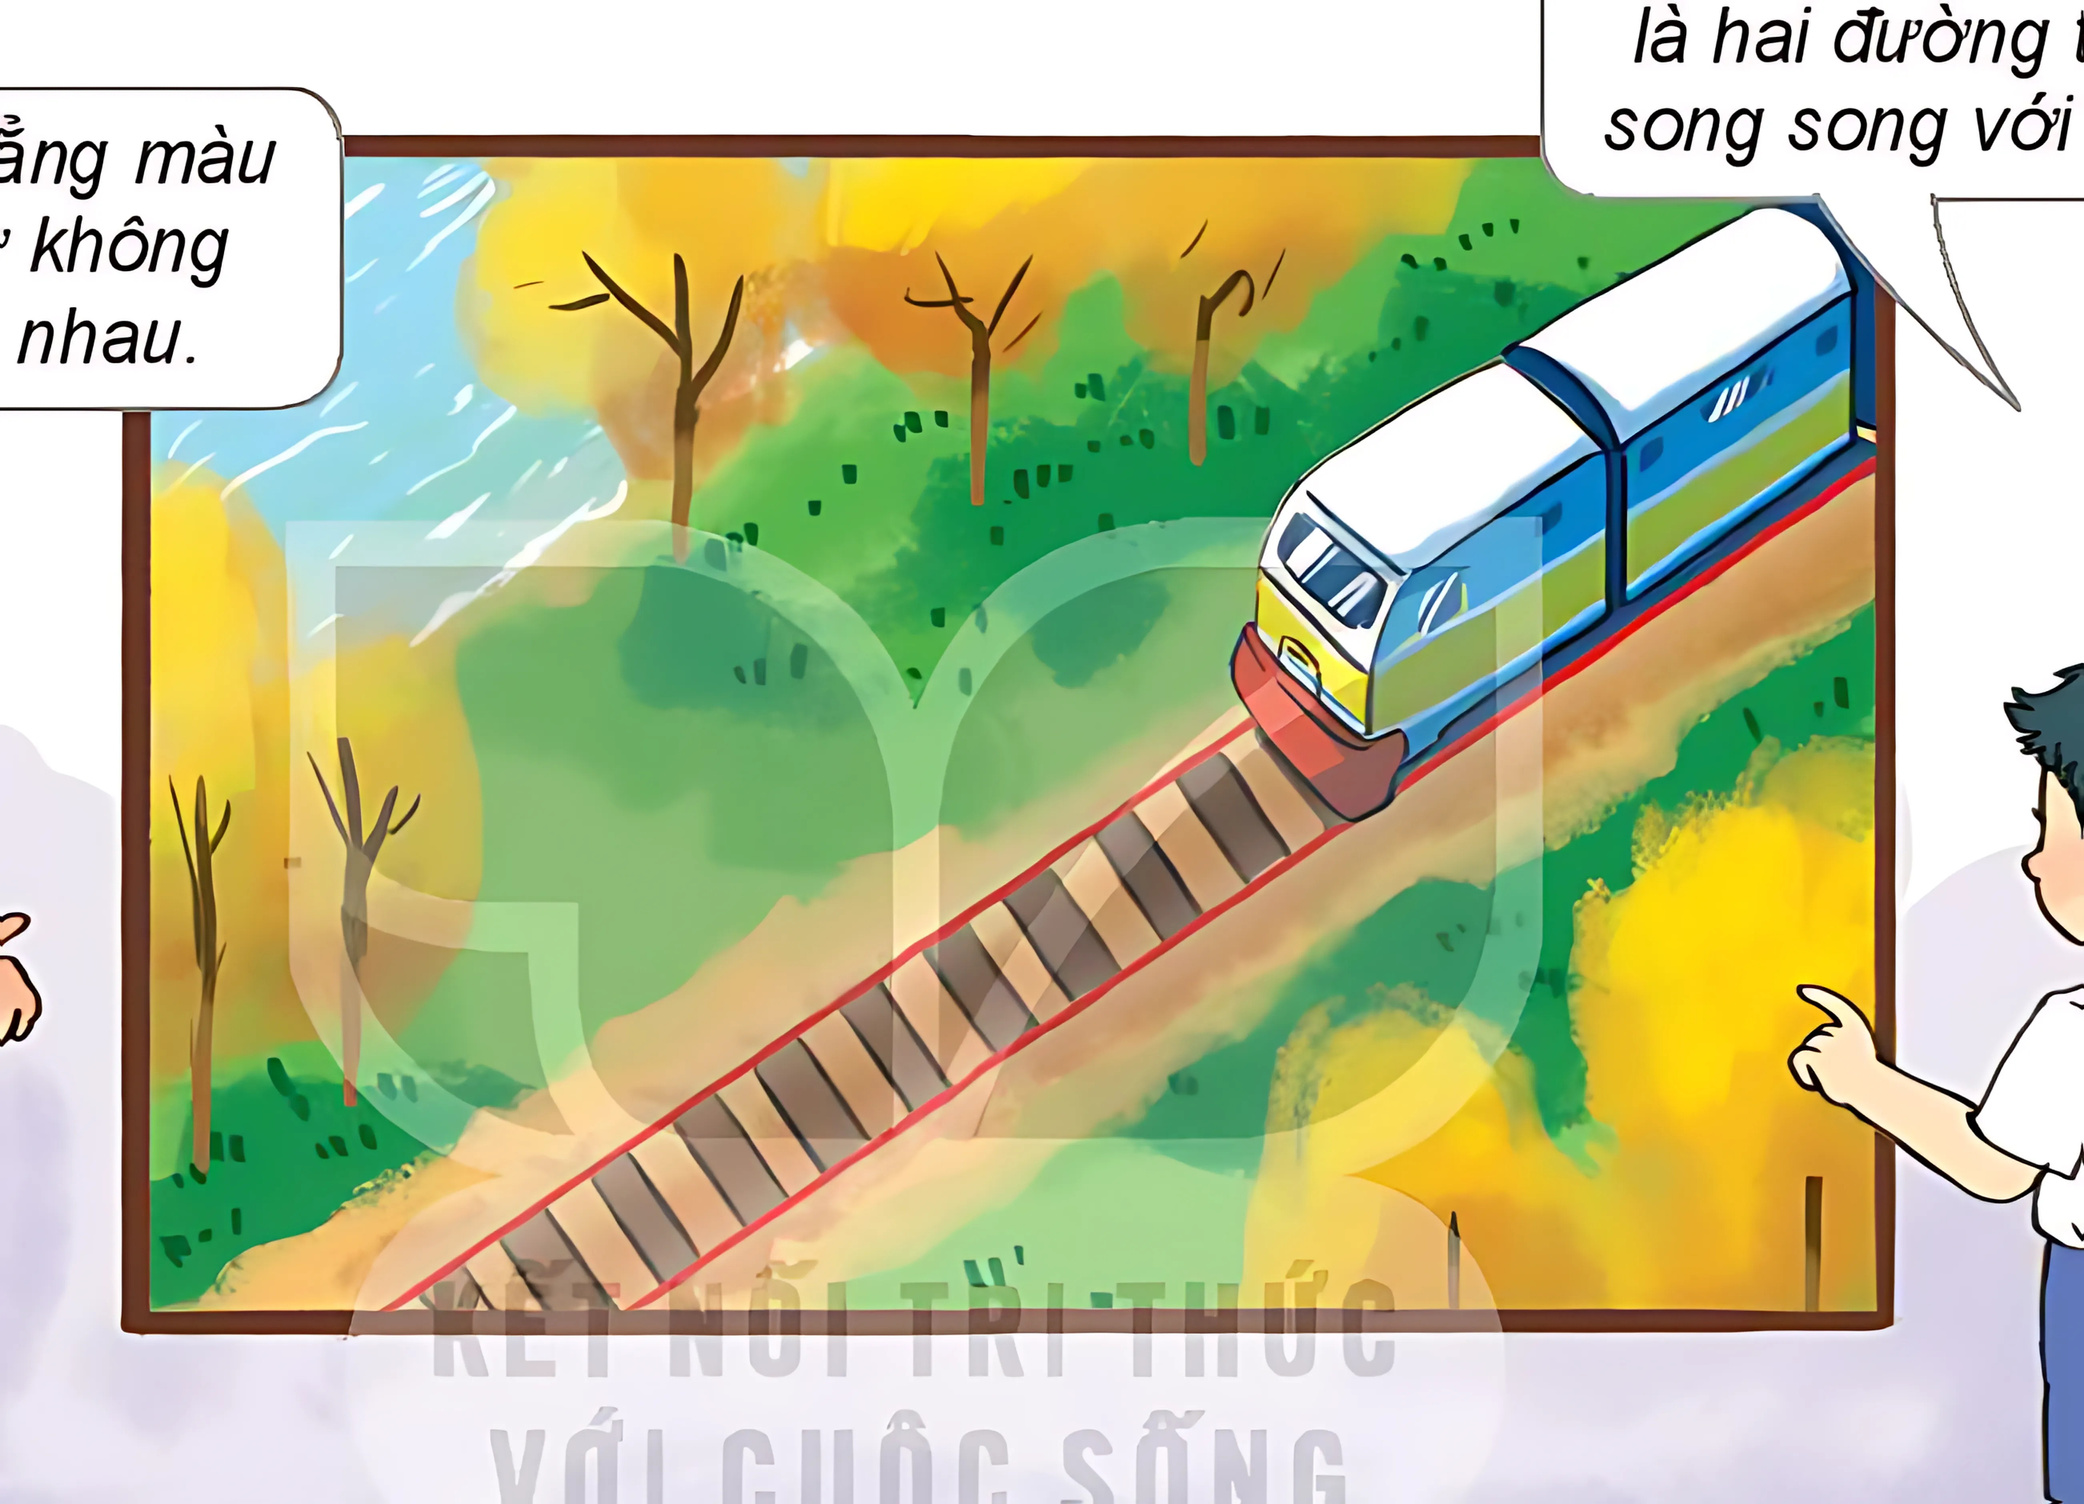 ẳng màu
không
nhau.
là hai đường
song song với
KẾT NỐI TRI THỨC
VỚI CUỘC SỐNG